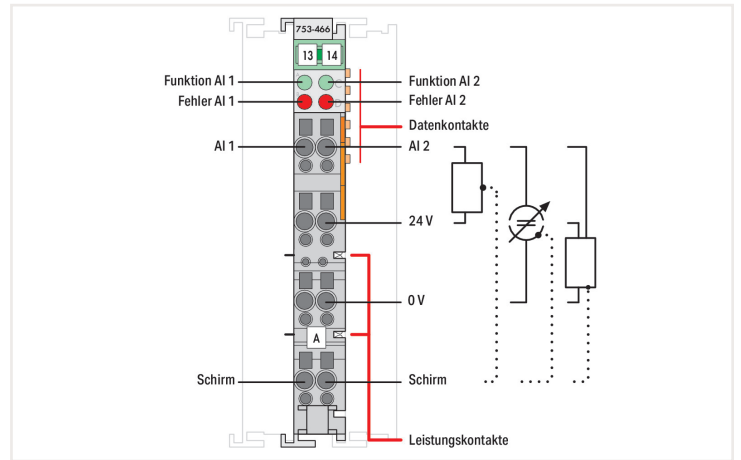 753-466
13 14
Funktion AI 1
Funktion AI 2
Fehler AI 1
Fehler AI 2
Datenkontakte
AI 1
AI 2
24 V
0 V
A
Schirm
Schirm
Leistungskontakte